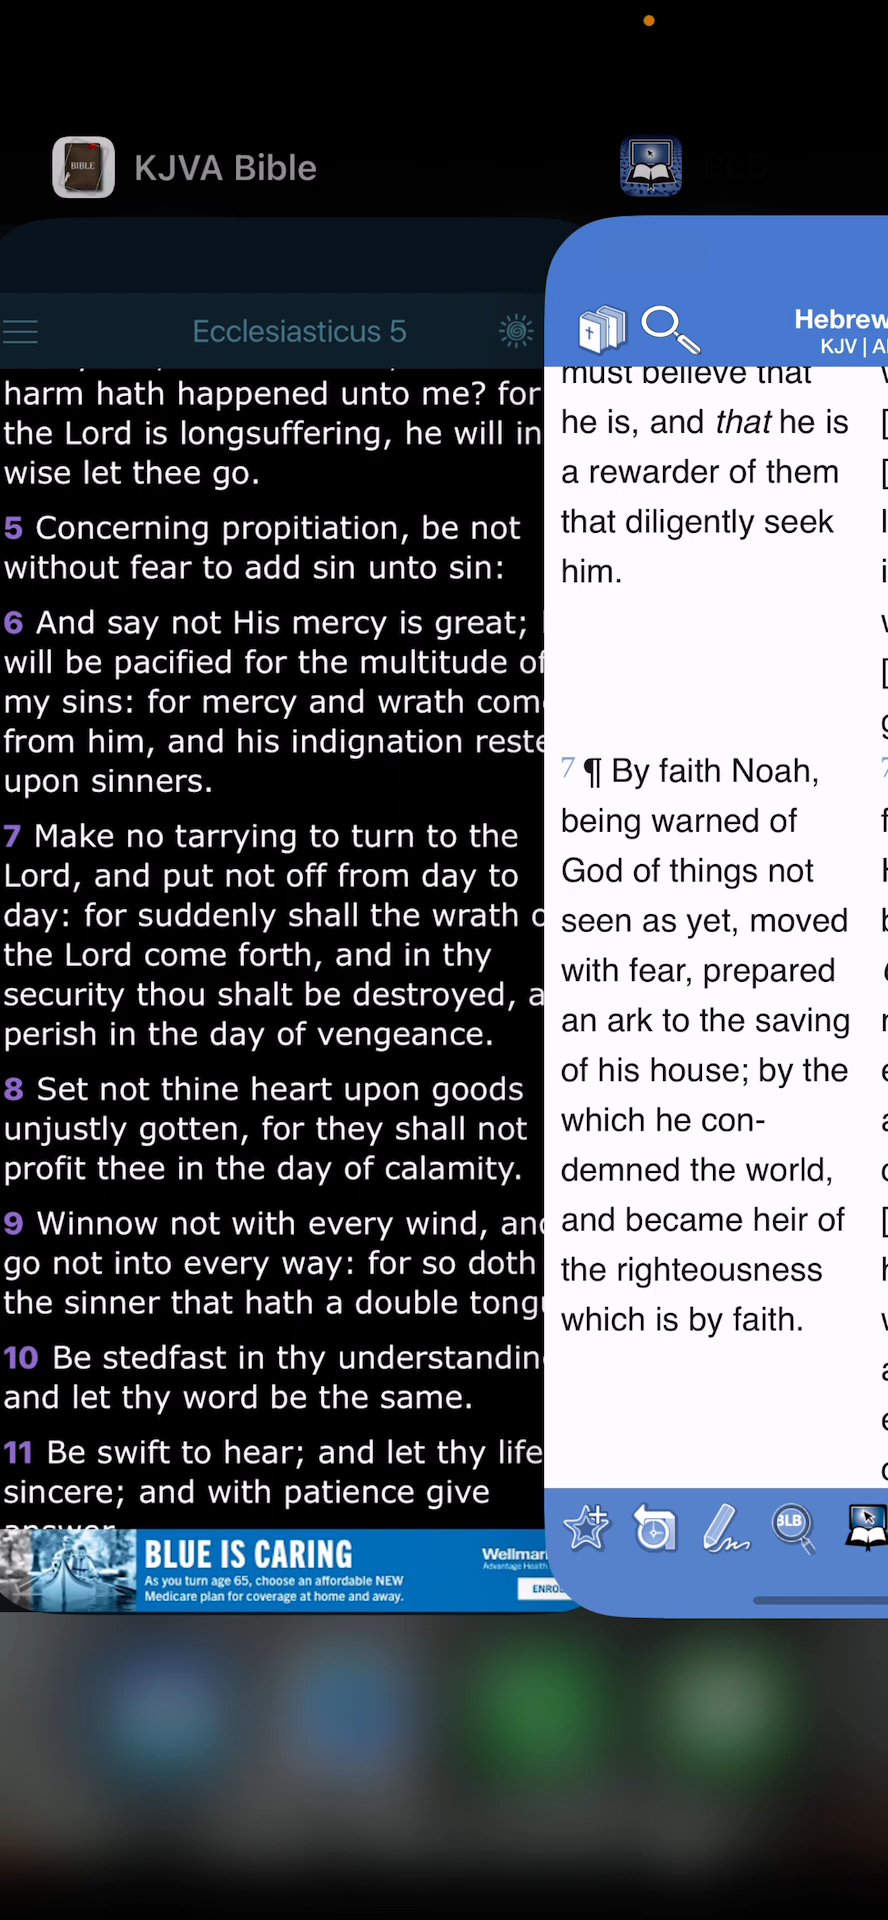 KJVA Bible
BLB
Ecclesiasticus 5
harm hath happened unto me? for
the Lord is longsuffering, he will in
wise let thee go.
5 Concerning propitiation, be not
without fear to add sin unto sin:
6 And say not His mercy is great;
will be pacified for the multitude of
my sins: for mercy and wrath com
from him, and his indignation reste
upon sinners.
7 Make no tarrying to turn to the
Lord, and put not off from day to
day: for suddenly shall the wrath o
the Lord come forth, and in thy
security thou shalt be destroyed, a
perish in the day of vengeance.
8 Set not thine heart upon goods
unjustly gotten, for they shall not
profit thee in the day of calamity.
9 Winnow not with every wind, and
go not into every way: for so doth
the sinner that hath a double tongu
10 Be stedfast in thy understandin
and let thy word be the same.
11 Be swift to hear; and let thy life
sincere; and with patience give
answer.
BLUE IS CARING
As you turn age 65, choose an affordable NEW
Medicare plan for coverage at home and away.
Wellmar
Advantage Health
ENRO
Hebrew
KJV | A
must believe that
he is, and that he is
a rewarder of them
that diligently seek
him.
7 ¶ By faith Noah,
being warned of
God of things not
seen as yet, moved
with fear, prepared
an ark to the saving
of his house; by the
which he con-
demned the world,
and became heir of
the righteousness
which is by faith.
BLB